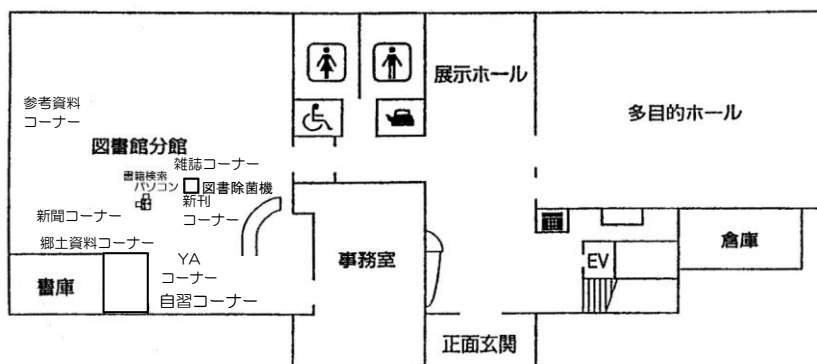 展示ホール
多目的ホール
参考資料
コーナー
図書館分館
雑誌コーナー
書籍検索
パソコン
図書除菌機
新刊
コーナー
新聞コーナー
郷土資料コーナー
YA
コーナー
自習コーナー
書庫
事務室
EV
倉庫
正面玄関